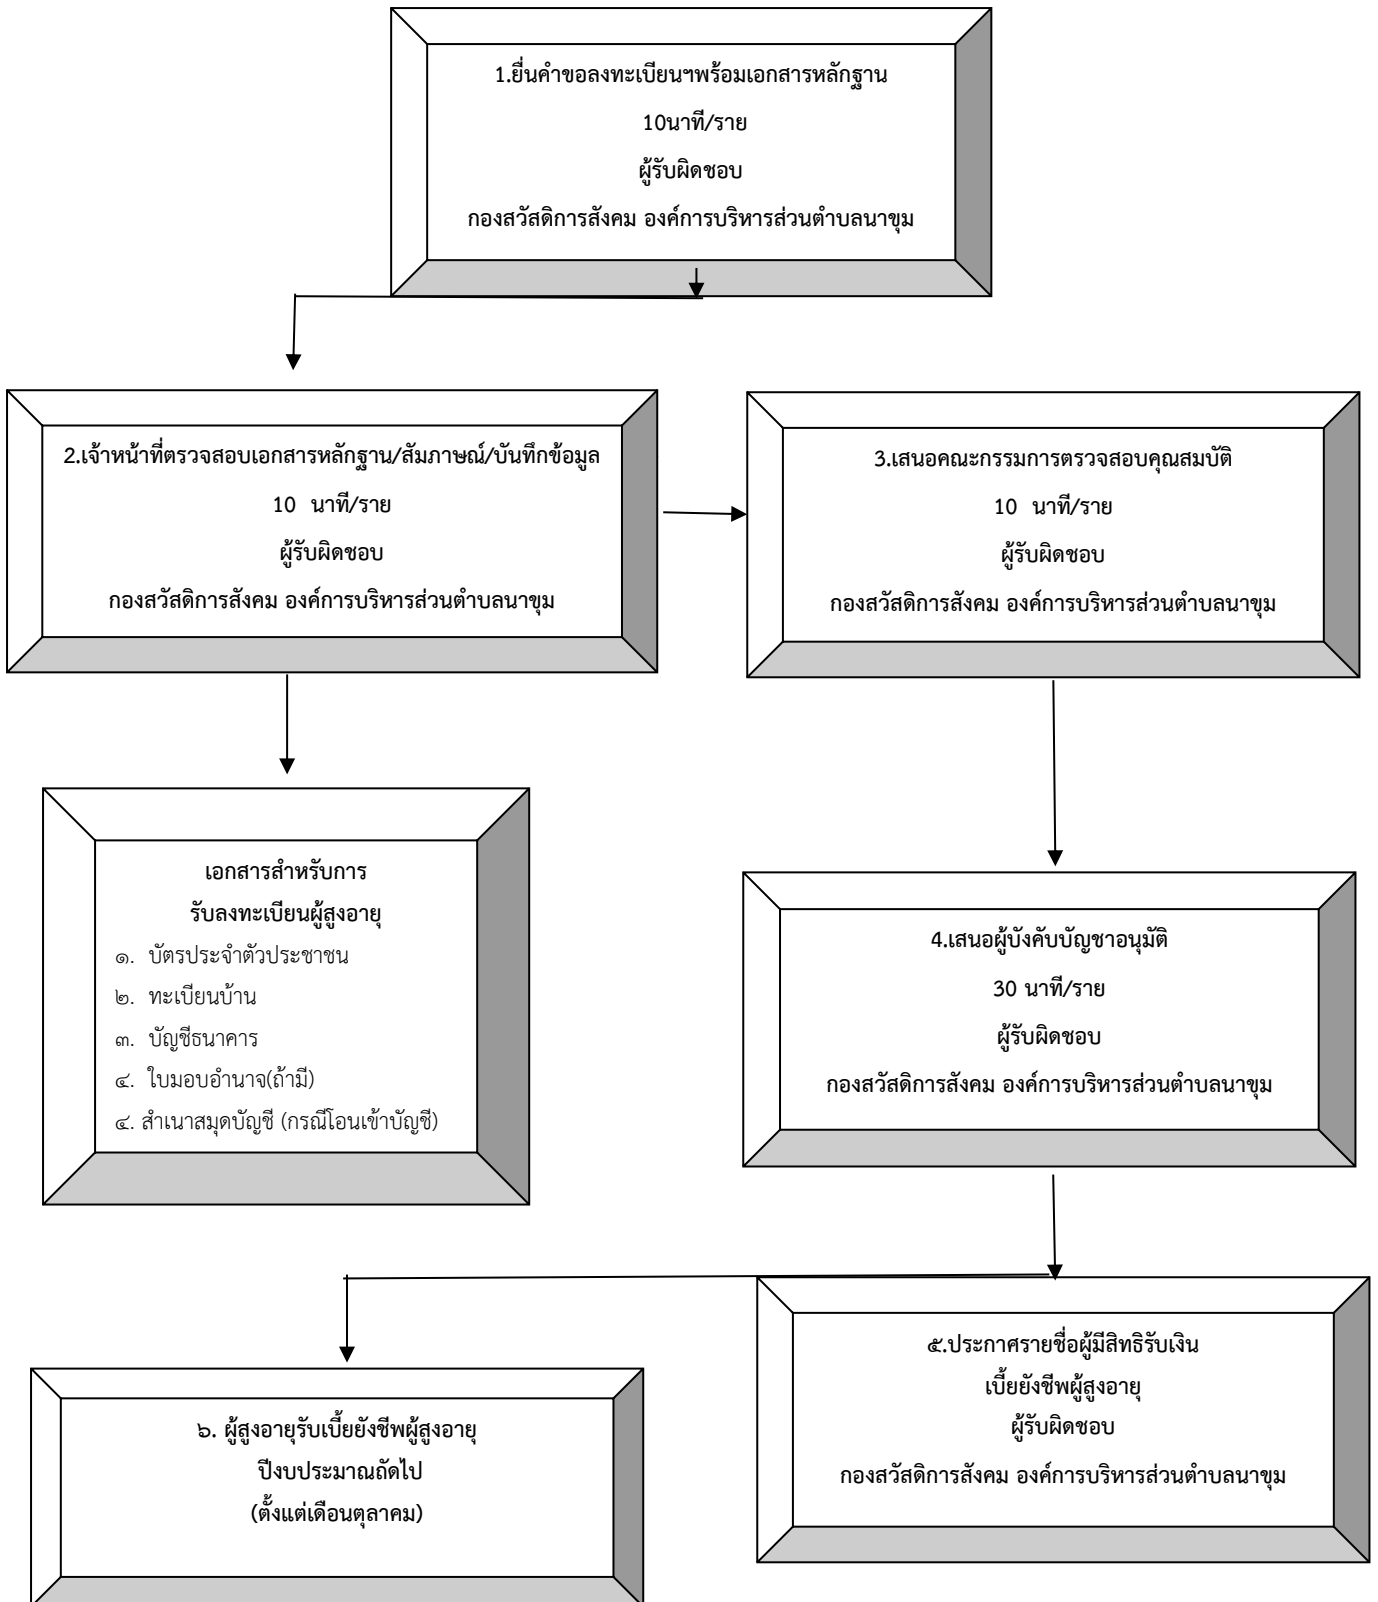 1.ยื่นคำขอลงทะเบียนฯพร้อมเอกสารหลักฐาน
10นาที/ราย
ผู้รับผิดชอบ
กองสวัสดิการสังคม องค์การบริหารส่วนตำบลนาขุม
2.เจ้าหน้าที่ตรวจสอบเอกสารหลักฐาน/สัมภาษณ์/บันทึกข้อมูล
10 นาที/ราย
ผู้รับผิดชอบ
กองสวัสดิการสังคม องค์การบริหารส่วนตำบลนาขุม
3.เสนอคณะกรรมการตรวจสอบคุณสมบัติ
10 นาที/ราย
ผู้รับผิดชอบ
กองสวัสดิการสังคม องค์การบริหารส่วนตำบลนาขุม
เอกสารสำหรับการ
รับลงทะเบียนผู้สูงอายุ
๑. บัตรประจำตัวประชาชน
๒. ทะเบียนบ้าน
๓. บัญชีธนาคาร
๔. ใบมอบอำนาจ(ถ้ามี)
๔. สำเนาสมุดบัญชี (กรณีโอนเข้าบัญชี)
4.เสนอผู้บังคับบัญชาอนุมัติ
30 นาที/ราย
ผู้รับผิดชอบ
กองสวัสดิการสังคม องค์การบริหารส่วนตำบลนาขุม
๕.ประกาศรายชื่อผู้มีสิทธิรับเงิน
เบี้ยยังชีพผู้สูงอายุ
ผู้รับผิดชอบ
กองสวัสดิการสังคม องค์การบริหารส่วนตำบลนาขุม
๖. ผู้สูงอายุรับเบี้ยยังชีพผู้สูงอายุ
ปีงบประมาณถัดไป
(ตั้งแต่เดือนตุลาคม)